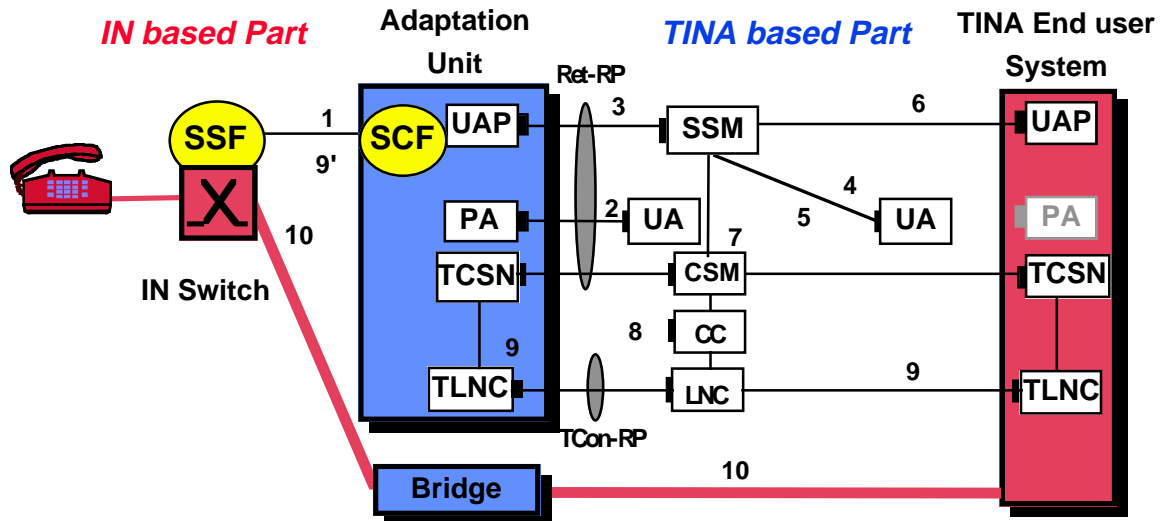 IN based Part
Adaptation
Unit
TINA based Part
TINA End user
System
Ret-RP
SSF
1
9'
SCF
UAP
3
SSM
6
UAP
PA
2
UA
4
5
UA
PA
10
IN Switch
TCSN
7
CSM
TCSN
8
CC
9
TLNC
LNC
9
TLNC
TCon-RP
Bridge
10